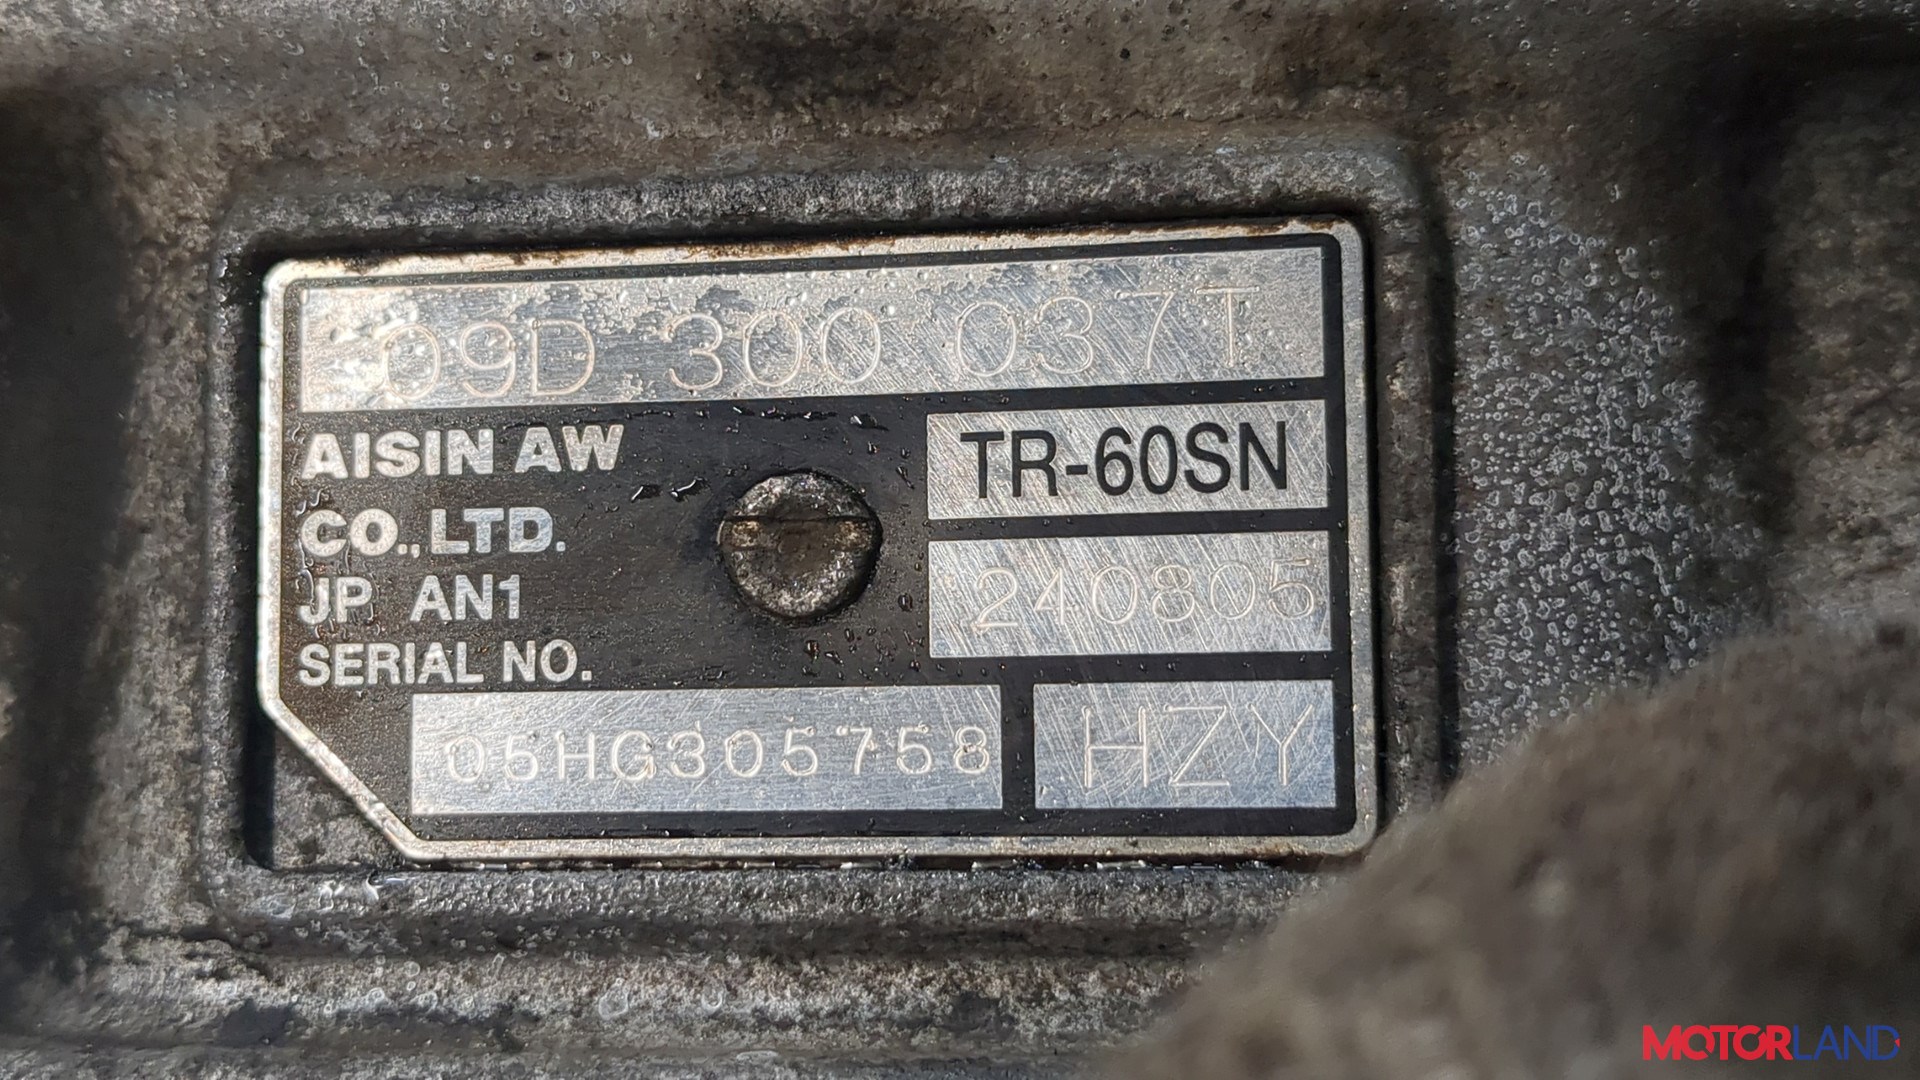 09D 300 037T
AISIN AW
CO., LTD.
JP AN1
SERIAL NO.
TR-60SN
240805
05HG305758
HZY
MOTORLAND